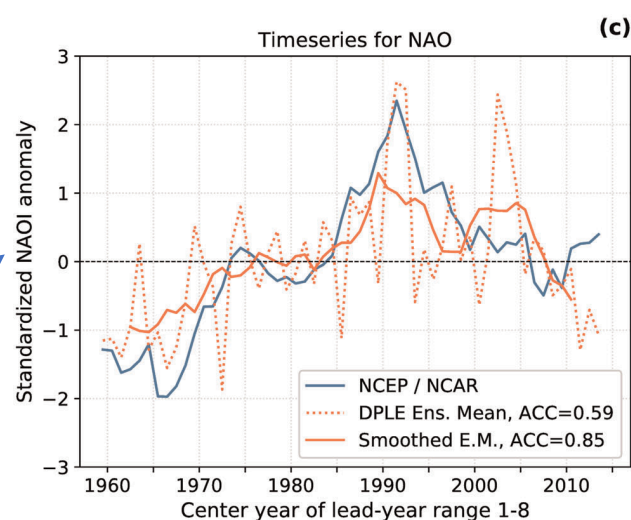 (c)
Timeseries for NAO
Standardized NAOI anomaly
3
2
1
0
−1
−2
−3
NCEP / NCAR
DPLE Ens. Mean, ACC=0.59
Smoothed E.M., ACC=0.85
1960 1970 1980 1990 2000 2010
Center year of lead-year range 1-8